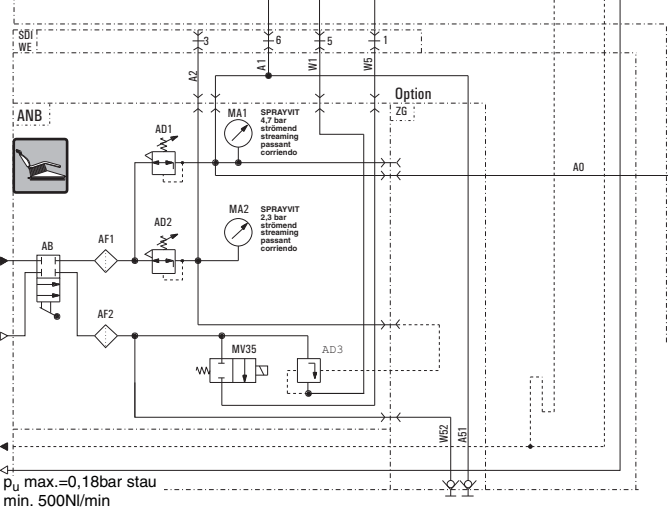 SDI
WE
3
6
5
1
A2
A1
W1
W5
Option
ZG
ANB
AD1
MA1
SPRAYVIT
4,7 bar
strömend
streaming
passant
corriendo
A0
AD2
MA2
SPRAYVIT
2,3 bar
strömend
streaming
passant
corriendo
AB
AF1
AF2
MV35
AD3
W52
A51
pu max.=0,18bar stau
min. 500Nl/min